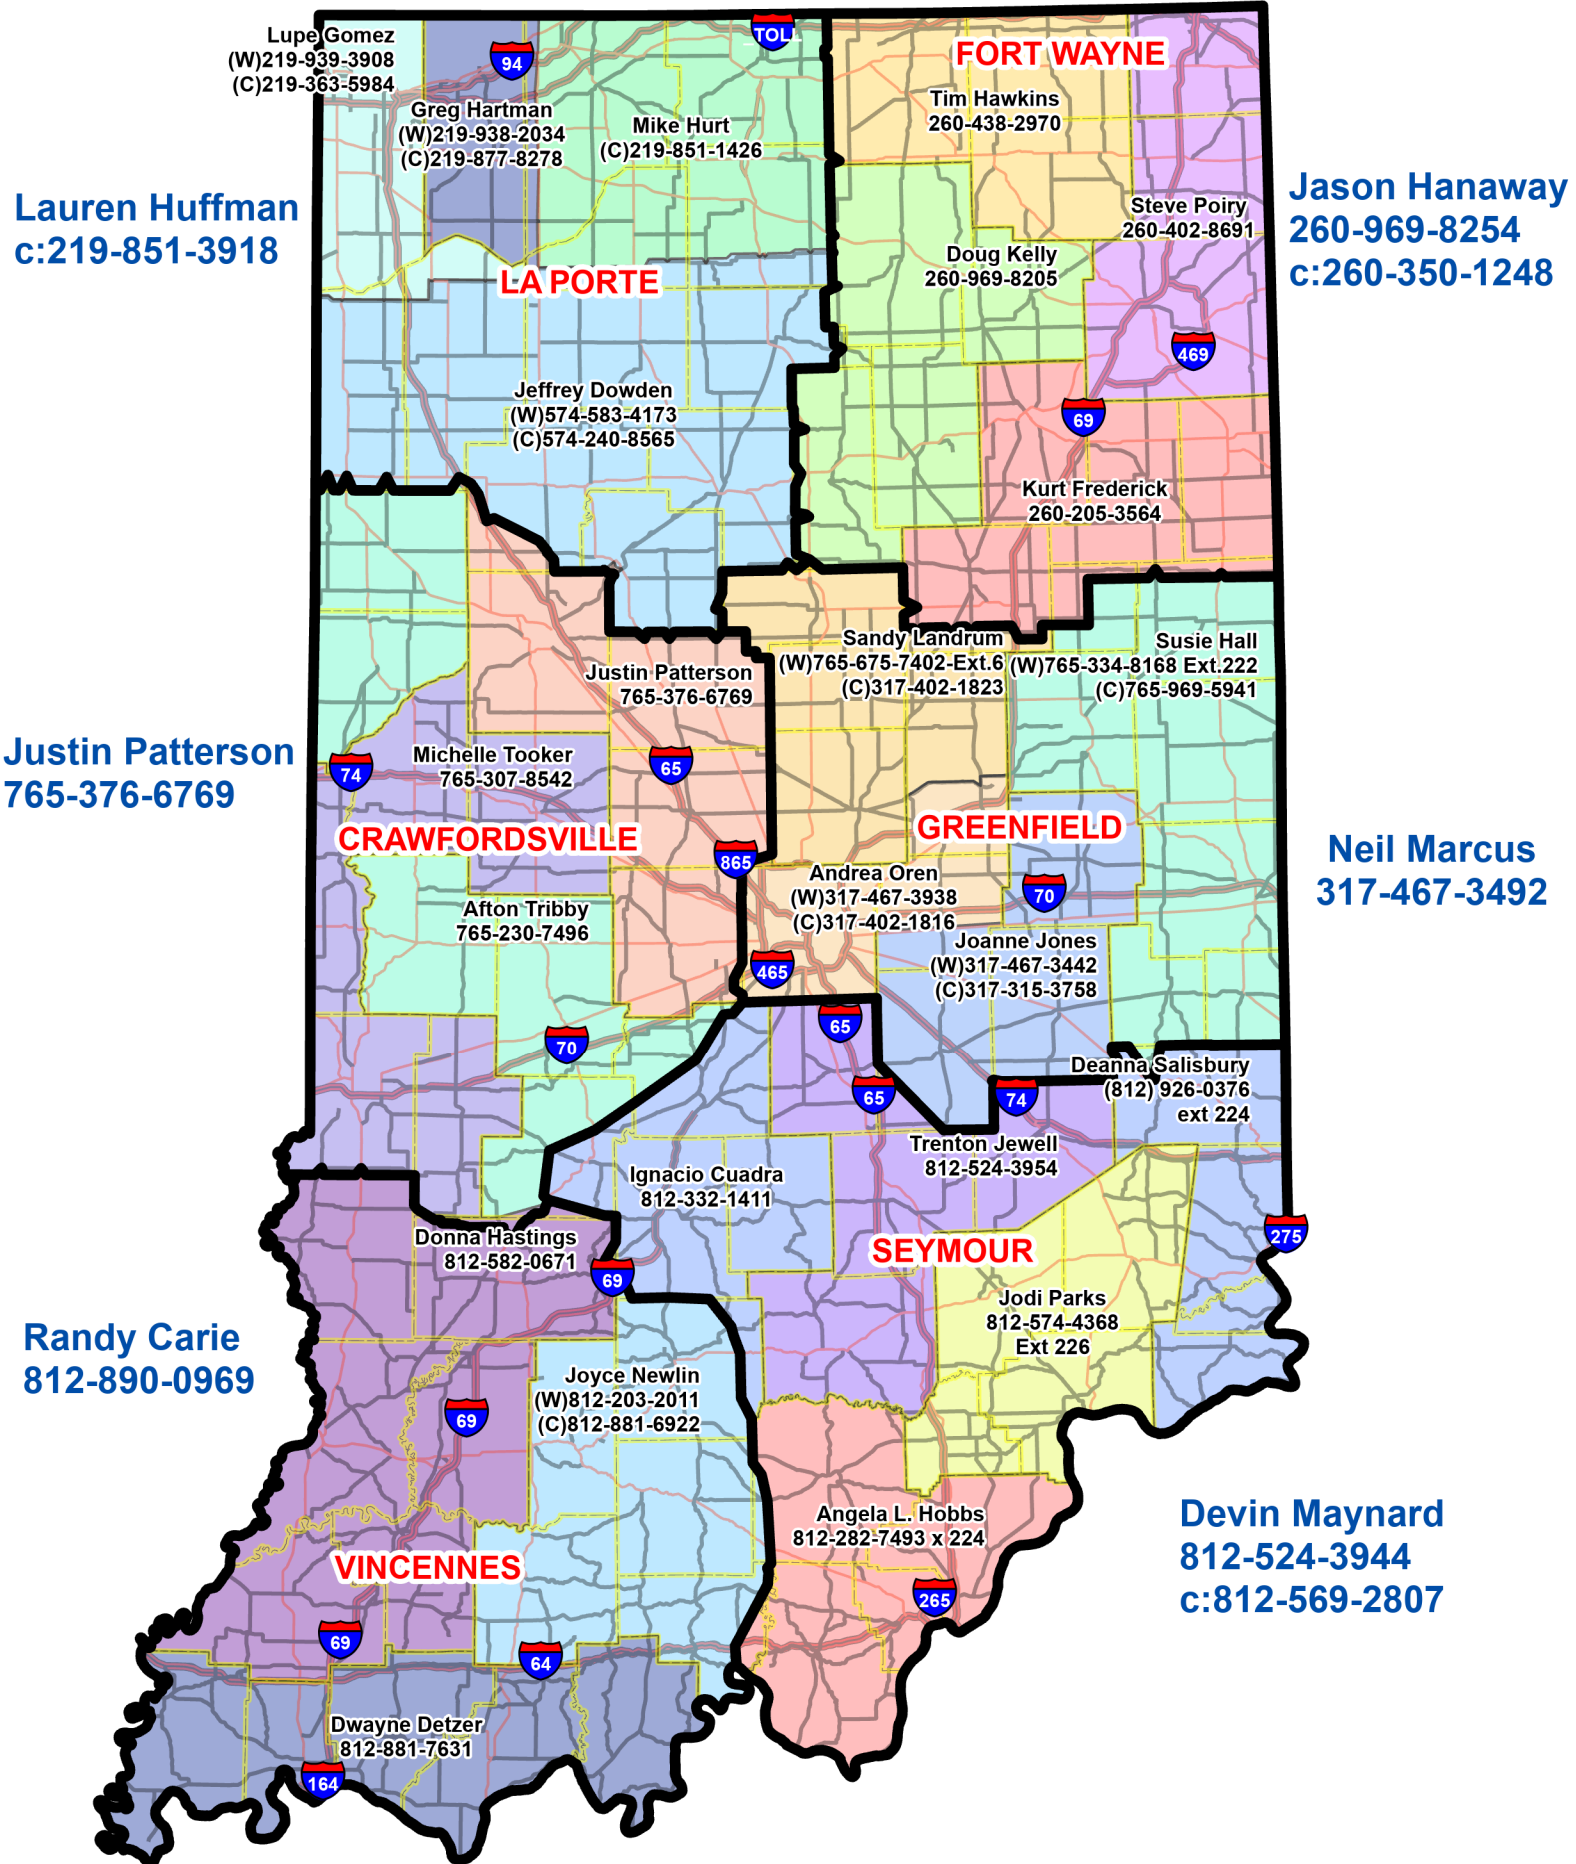 Lupe Gomez
(W)219-939-3908
(C)219-363-5984
94
TOLL
FORT WAYNE
Greg Hartman
(W)219-938-2034
(C)219-877-8278
Mike Hurt
(C)219-851-1426
Tim Hawkins
260-438-2970
Lauren Huffman
c:219-851-3918
Steve Poiry
260-402-8691
Jason Hanaway
260-969-8254
c:260-350-1248
Doug Kelly
260-969-8205
LA PORTE
469
Jeffrey Dowden
(W)574-583-4173
(C)574-240-8565
69
Kurt Frederick
260-205-3564
Sandy Landrum
(W)765-675-7402-Ext.6
(C)317-402-1823
Susie Hall
(W)765-334-8168 Ext.222
(C)765-969-5941
Justin Patterson
765-376-6769
Justin Patterson
765-376-6769
74
Michelle Tooker
765-307-8542
65
CRAWFORDSVILLE
GREENFIELD
865
Neil Marcus
317-467-3492
Andrea Oren
(W)317-467-3938
(C)317-402-1816
70
Afton Tribby
765-230-7496
Joanne Jones
(W)317-467-3442
(C)317-315-3758
465
65
70
Deanna Salisbury
(812) 926-0376
ext 224
65
74
Trenton Jewell
812-524-3954
Ignacio Cuadra
812-332-1411
Donna Hastings
812-582-0671
SEYMOUR
275
69
Jodi Parks
812-574-4368
Ext 226
Randy Carie
812-890-0969
Joyce Newlin
(W)812-203-2011
(C)812-881-6922
69
Angela L. Hobbs
812-282-7493 x 224
Devin Maynard
812-524-3944
c:812-569-2807
VINCENNES
265
69
64
Dwayne Detzer
812-881-7631
164